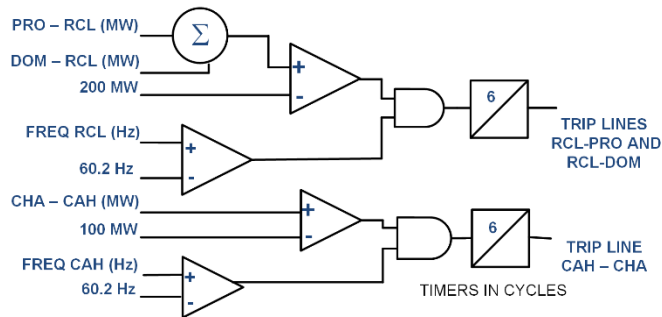 PRO – RCL (MW)
Σ
DOM – RCL (MW)
200 MW
+
-
6
FREQ RCL (Hz)
+
60.2 Hz
-
TRIP LINES
RCL-PRO AND
RCL-DOM
CHA – CAH (MW)
+
100 MW
-
6
FREQ CAH (Hz)
+
60.2 Hz
-
TRIP LINE
CAH – CHA
TIMERS IN CYCLES